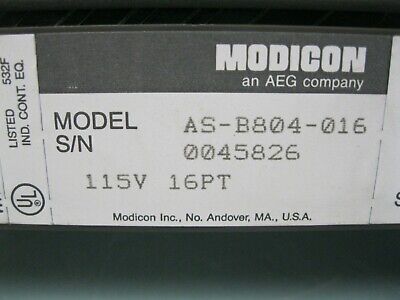 MODICON
an AEG company
LISTED 532F
IND. CONT. EQ.
UL
MODEL AS-B804-016
S/N 0045826
115V 16PT
Modicon Inc., No. Andover, MA., U.S.A.